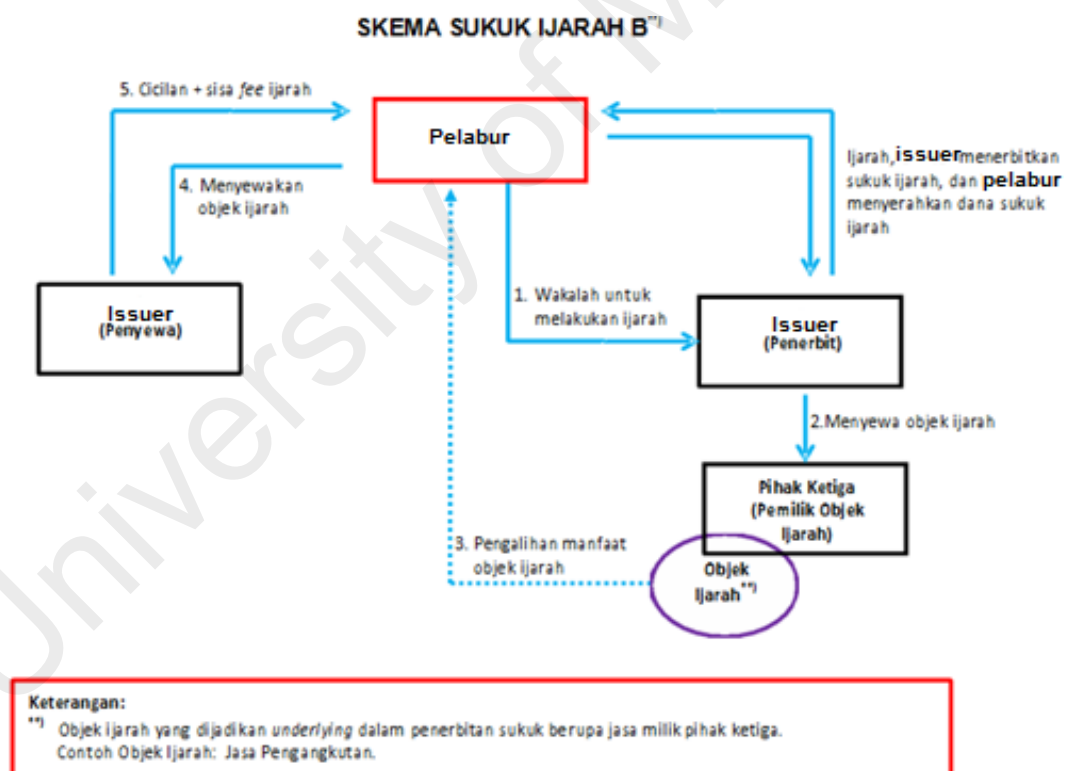 SKEMA SUKUK IJARAH B**)
5. Cicilan + sisa fee ijarah
Pelabur
4. Menyewakan
objek ijarah
Ijarah,issuermenerbitkan
sukuk ijarah, dan pelabur
menyerahkan dana sukuk
ijarah
1. Wakalah untuk
melakukan ijarah
Issuer
(Penyewa)
Issuer
(Penerbit)
2.Menyewa objek ijarah
Pihak Ketiga
(Pemilik Objek
Ijarah)
3. Pengalihan manfaat
objek ijarah
Objek
Ijarah**)
Keterangan:
**) Objek ijarah yang dijadikan underlying dalam penerbitan sukuk berupa jasa milik pihak ketiga.
Contoh Objek Ijarah: Jasa Pengangkutan.
University of M